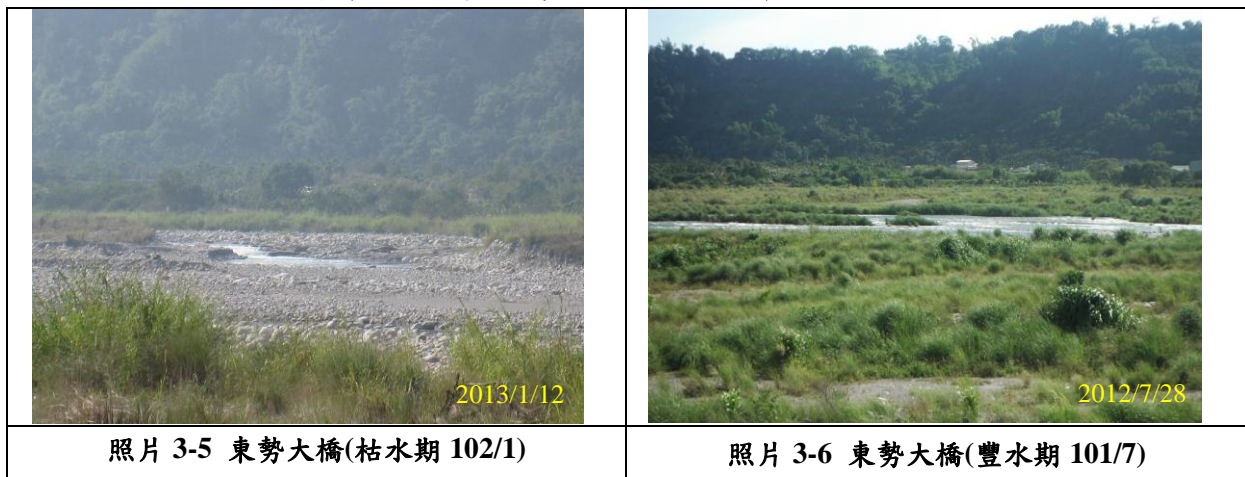 2013/1/12
2012/7/28
照片 3-5 東勢大橋(枯水期 102/1)
照片 3-6 東勢大橋(豐水期 101/7)